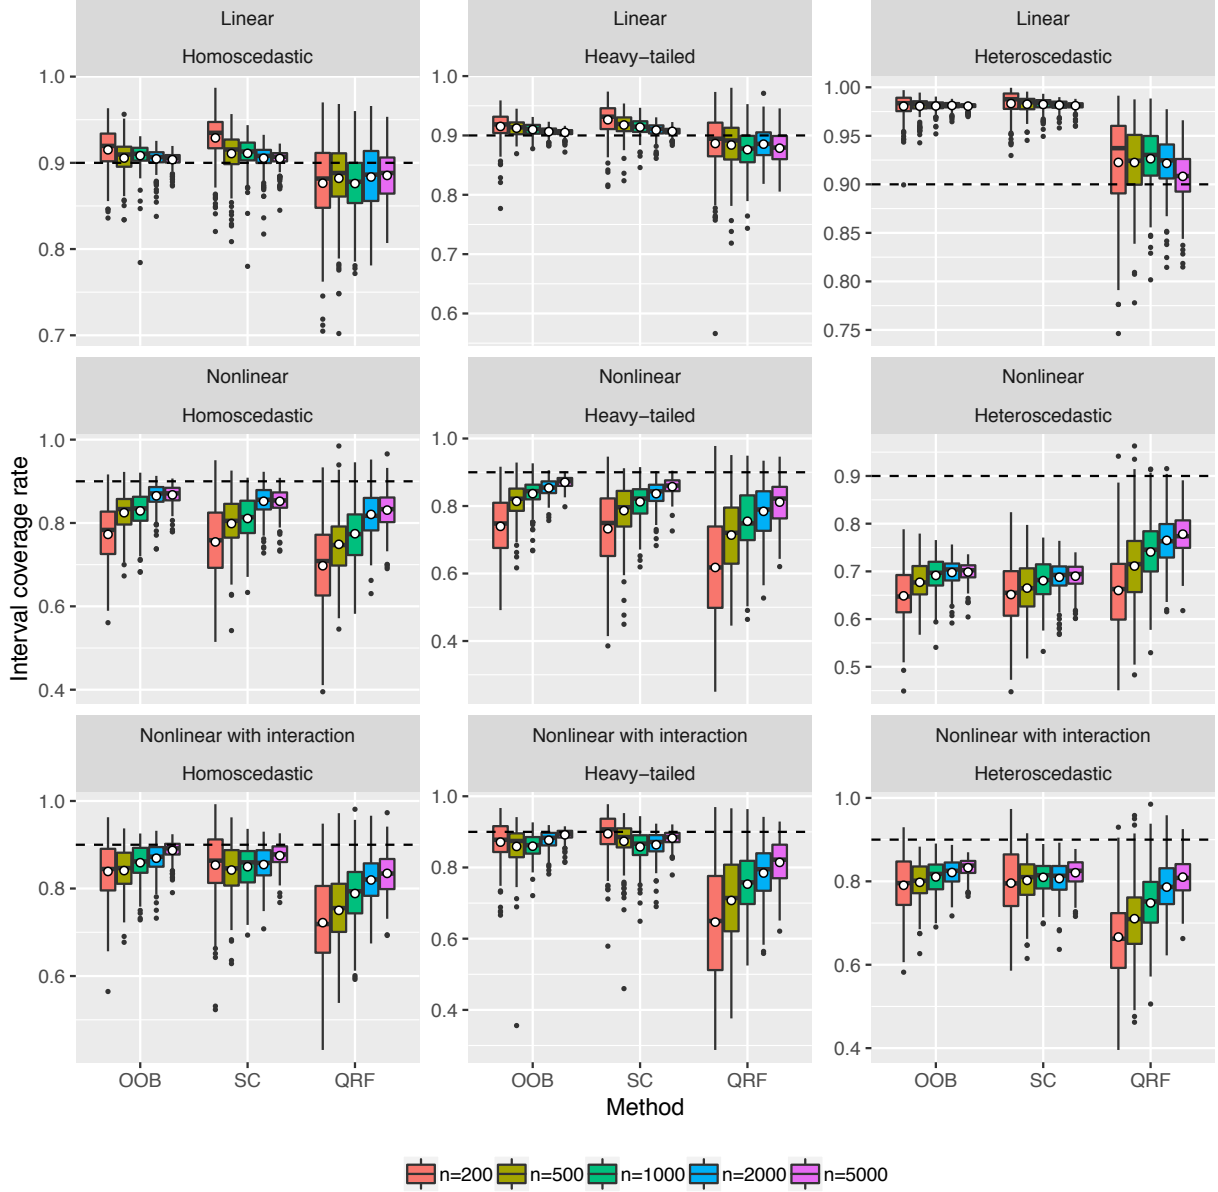 Linear
Homoscedastic
Linear
Heavy-tailed
Linear
Heteroscedastic
1.0
0.9
0.8
0.7
1.0
0.9
0.8
0.7
0.6
1.00
0.95
0.90
0.85
0.80
0.75
Nonlinear
Homoscedastic
Nonlinear
Heavy-tailed
Nonlinear
Heteroscedastic
Interval coverage rate
1.0
0.8
0.6
0.4
1.0
0.8
0.6
0.4
0.9
0.8
0.7
0.6
0.5
Nonlinear with interaction
Homoscedastic
Nonlinear with interaction
Heavy-tailed
Nonlinear with interaction
Heteroscedastic
1.0
0.8
0.6
1.0
0.8
0.6
0.4
1.0
0.8
0.6
0.4
OOB SC QRF
OOB SC QRF
OOB SC QRF
Method
n=200 n=500 n=1000 n=2000 n=5000